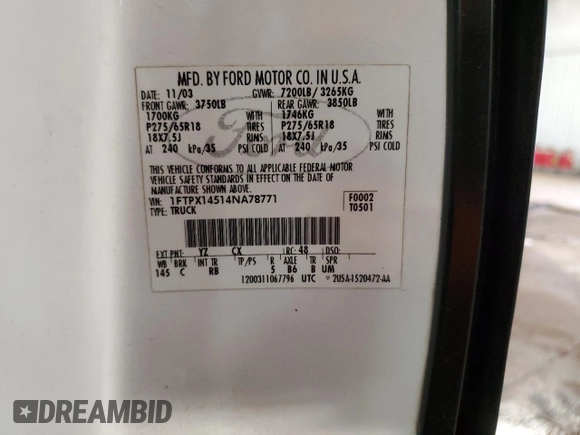 MFD. BY FORD MOTOR CO. IN U.S.A.
DATE: 11/03 GVWR: 7200LB/ 3265KG
FRONT GAWR: 3750LB REAR GAWR: 3850LB
1700KG WITH 1746KG WITH
P275/65R18 TIRES P275/65R18 TIRES
18X7.5J RIMS 18X7.5J RIMS
AT 240 kPa/35 PSI COLD AT 240 kPa/35 PSI COLD
Ford
THIS VEHICLE CONFORMS TO ALL APPLICABLE FEDERAL MOTOR
VEHICLE SAFETY STANDARDS IN EFFECT ON THE DATE OF
MANUFACTURE SHOWN ABOVE.
VIN: 1FTPX14514NA78771 F0002
TYPE: TRUCK T0501
EXT PNT: YZ CX RC: 48 DSO:
WB BRK INT TR TP/PS R AXLE TR SPR
145 C RB 5 B6 B UM
1200311067796 UTC 2U5A-1520472-AA
DREAMBID